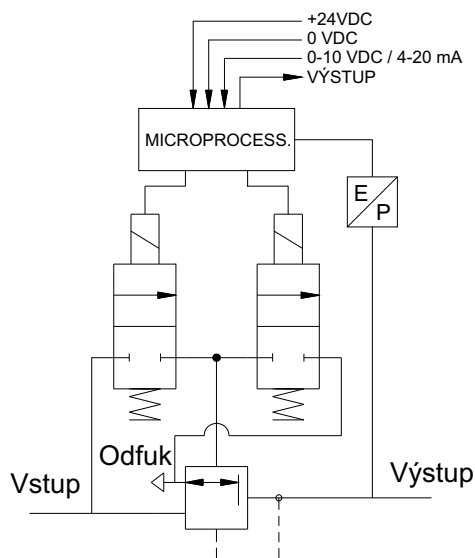 +24VDC
0 VDC
0-10 VDC / 4-20 mA
VÝSTUP
MICROPROCESS.
E
P
Odfuk
Vstup
Výstup